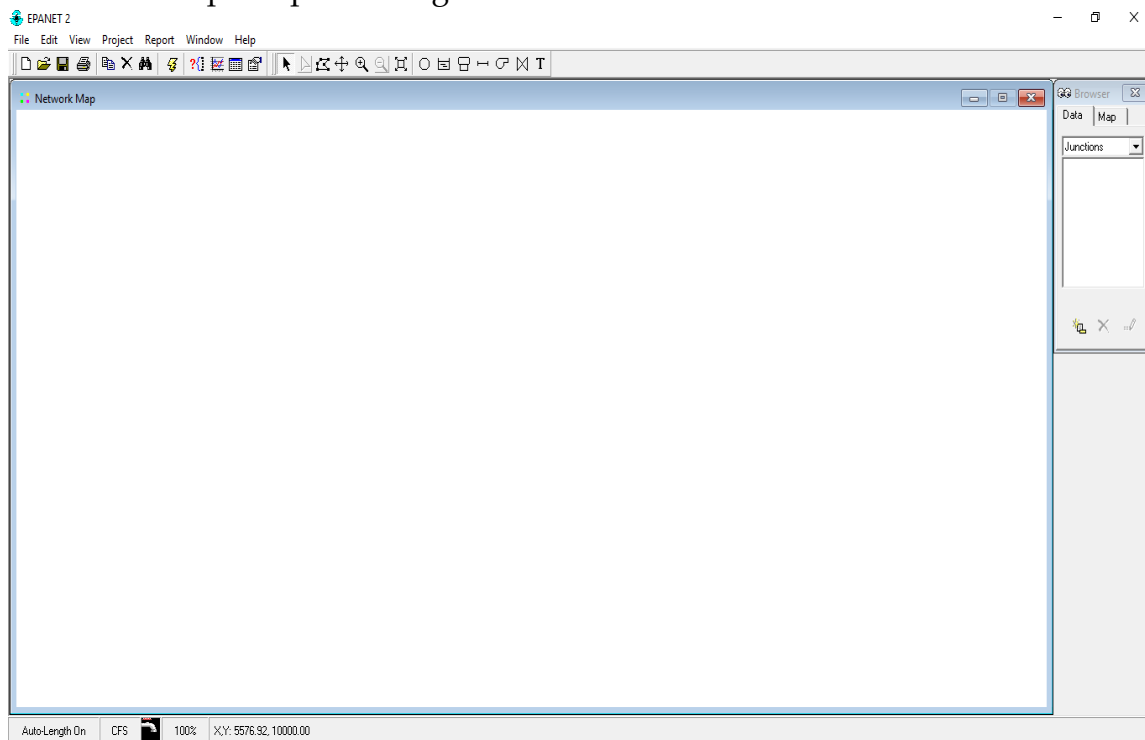 EPANET 2
File Edit View Project Report Window Help
T
Network Map
Browser
Data Map
Junctions
Auto-Length On CFS 100% X,Y: 5576.92, 10000.00